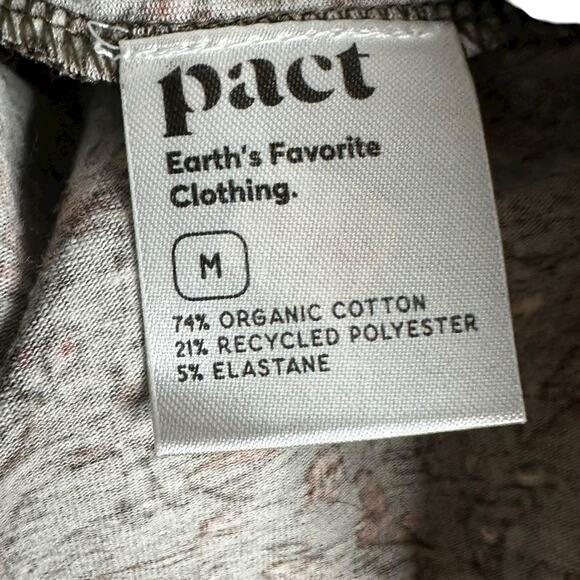 pact
Earth's Favorite
Clothing.
M
74% ORGANIC COTTON
21% RECYCLED POLYESTER
5% ELASTANE